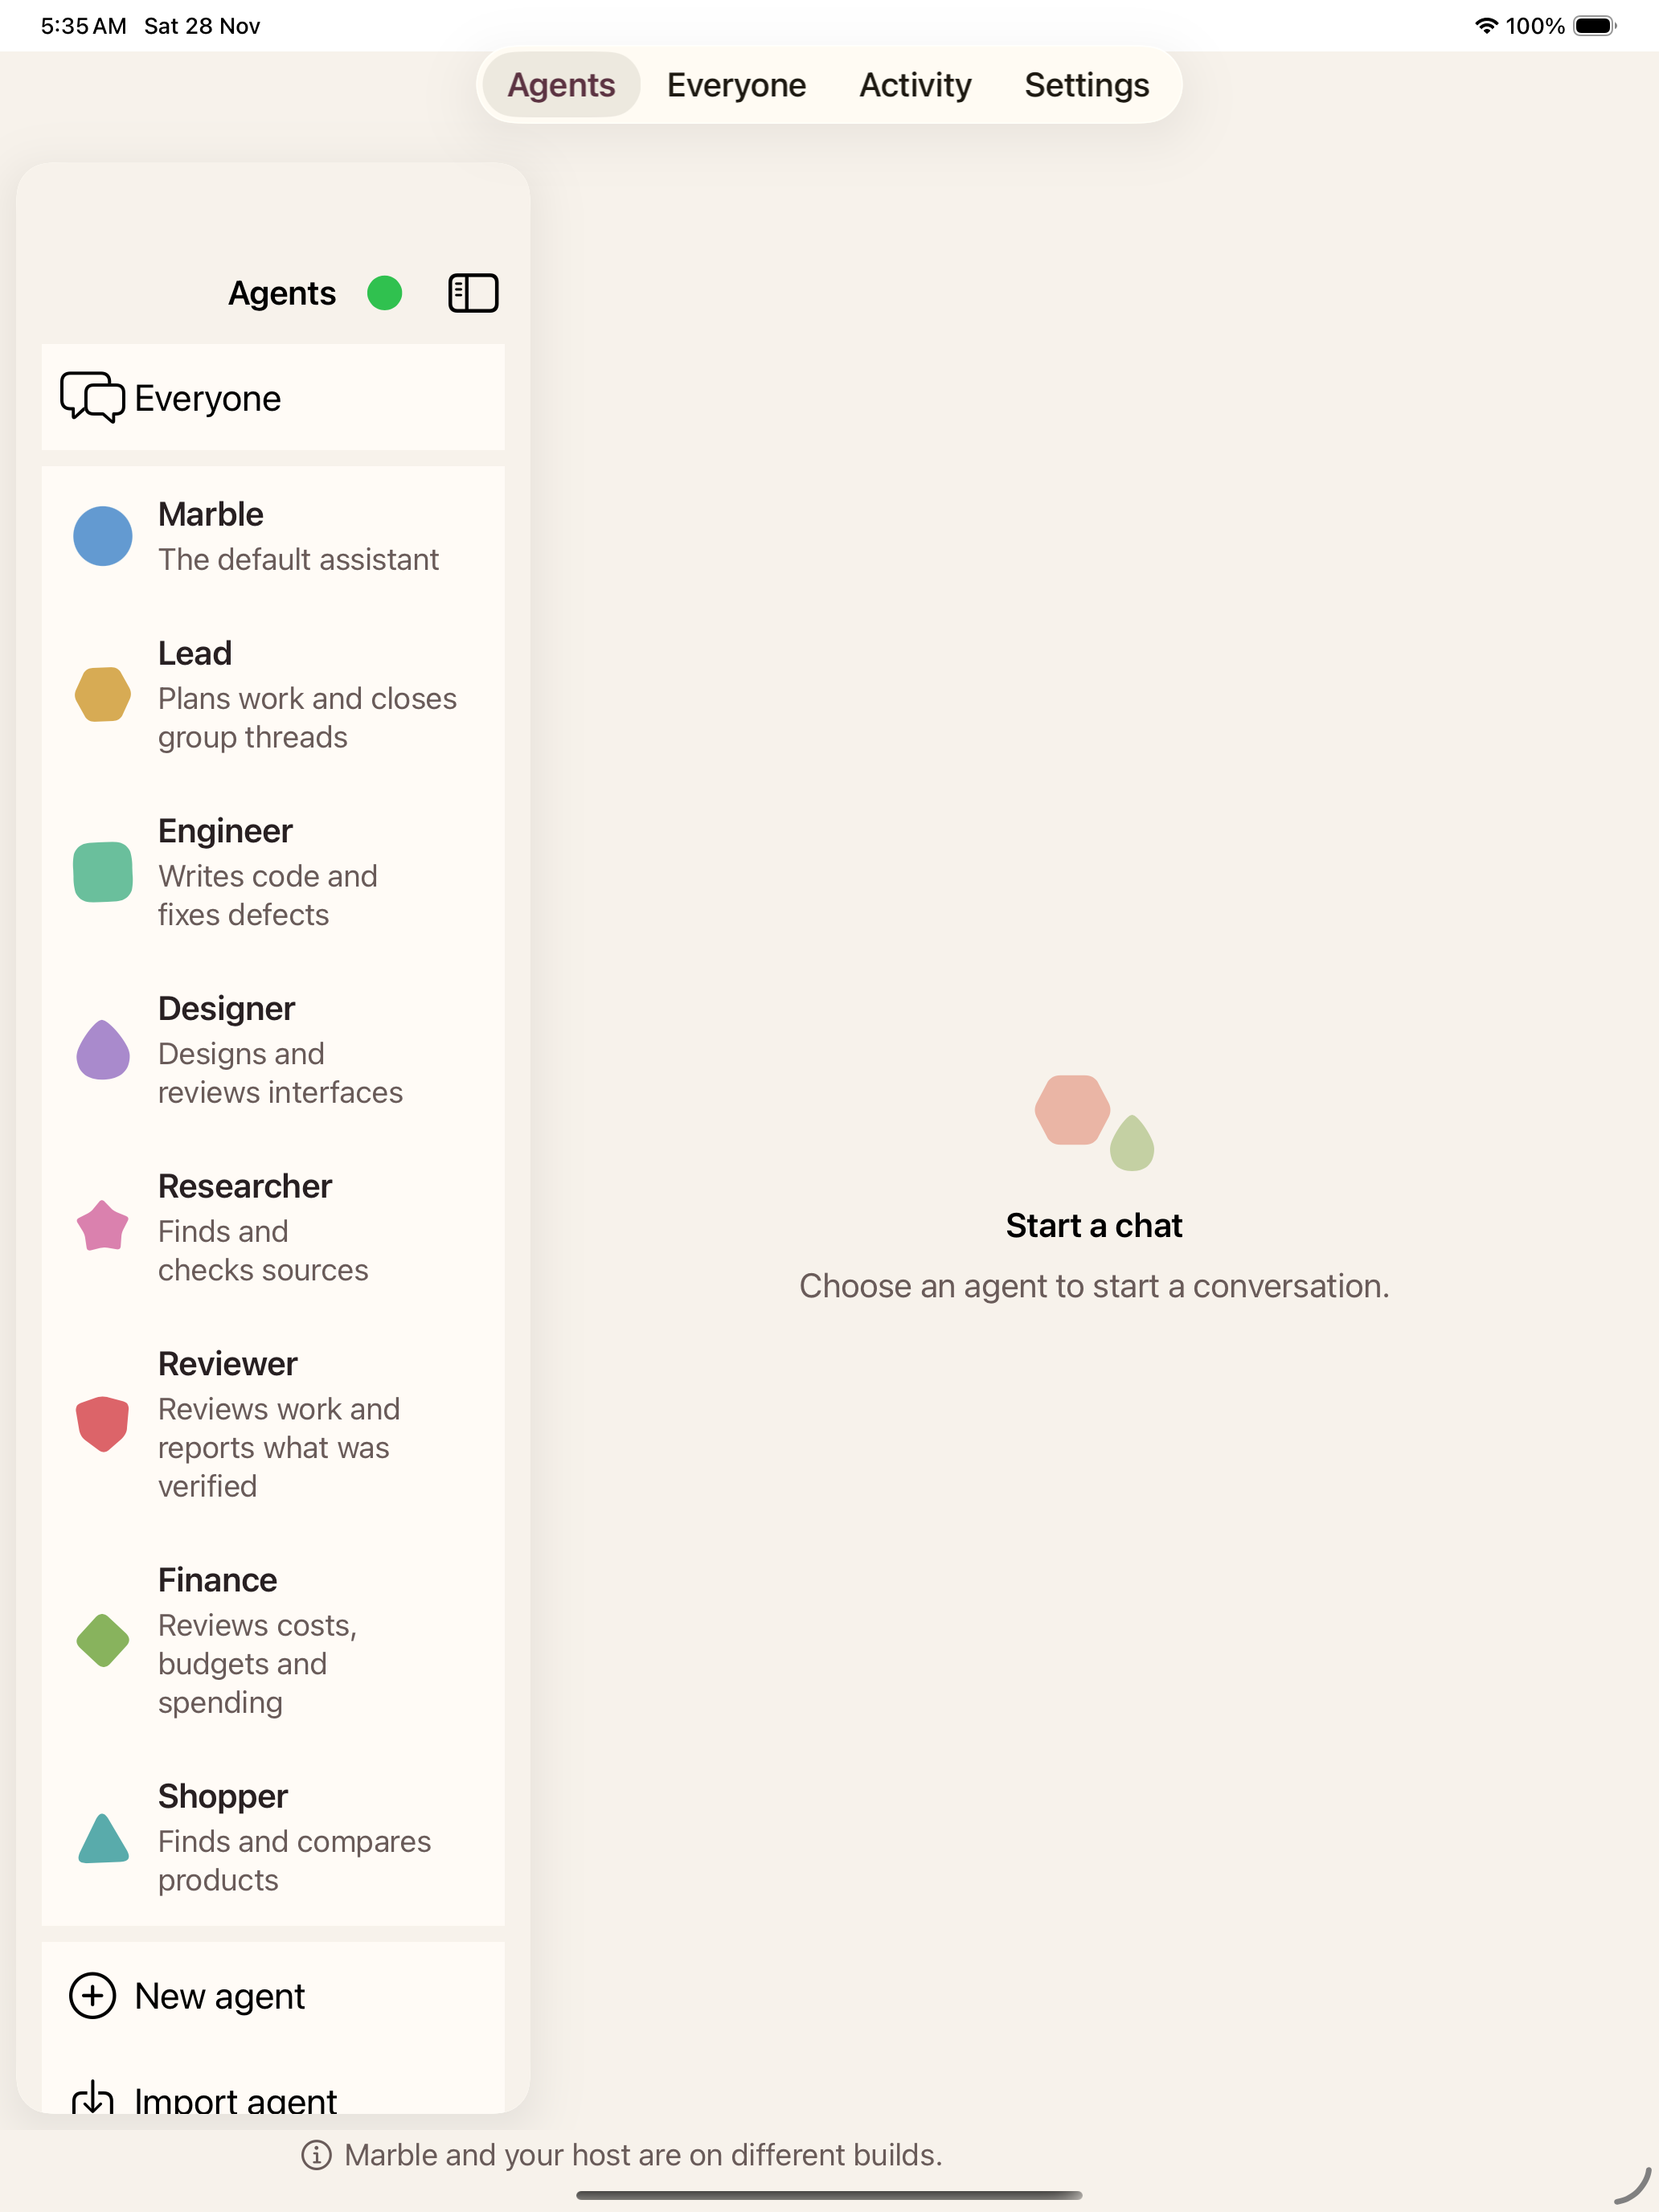 5:35 AM Sat 28 Nov
100%
Agents Everyone Activity Settings
Agents
Everyone
Marble
The default assistant
Lead
Plans work and closes
group threads
Engineer
Writes code and
fixes defects
Designer
Designs and
reviews interfaces
Researcher
Finds and
checks sources
Reviewer
Reviews work and
reports what was
verified
Finance
Reviews costs,
budgets and
spending
Shopper
Finds and compares
products
New agent
Import agent
Start a chat
Choose an agent to start a conversation.
Marble and your host are on different builds.